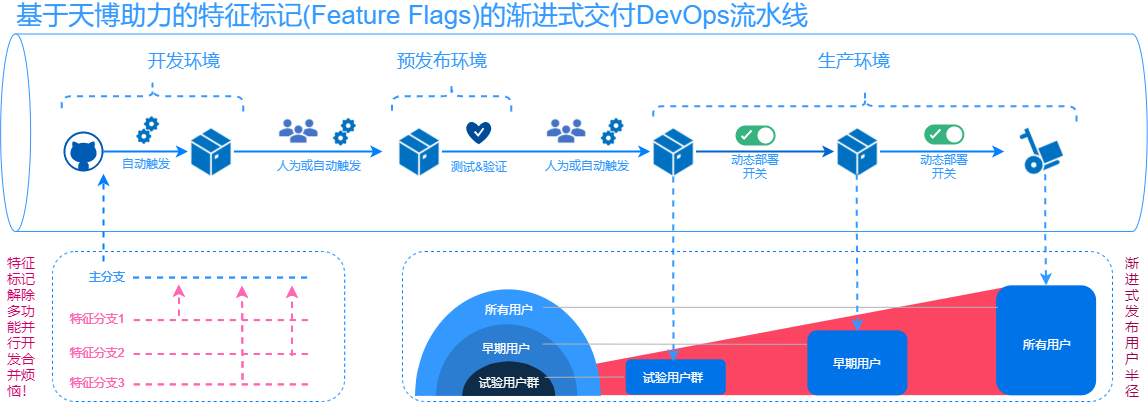 基于天博助力的特征标记(Feature Flags)的渐进式交付DevOps流水线
开发环境
预发布环境
生产环境
自动触发
人为或自动触发
测试&验证
人为或自动触发
动态部署
开关
动态部署
开关
特征
标记
解除
多功
能并
行开
发合
并烦
恼！
主分支
特征分支1
特征分支2
特征分支3
所有用户
早期用户
试验用户群
试验用户群
早期用户
所有用户
渐
进
式
发
布
用
户
半
径